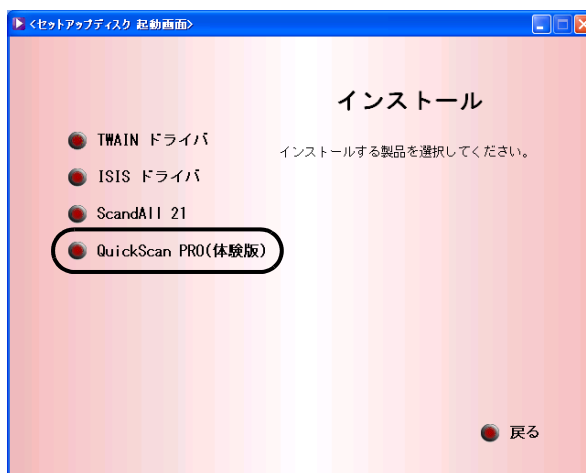 <セットアップディスク 起動画面>
インストール
インストールする製品を選択してください。
TWAIN ドライバ
ISIS ドライバ
ScandAll 21
QuickScan PRO(体験版)
戻る